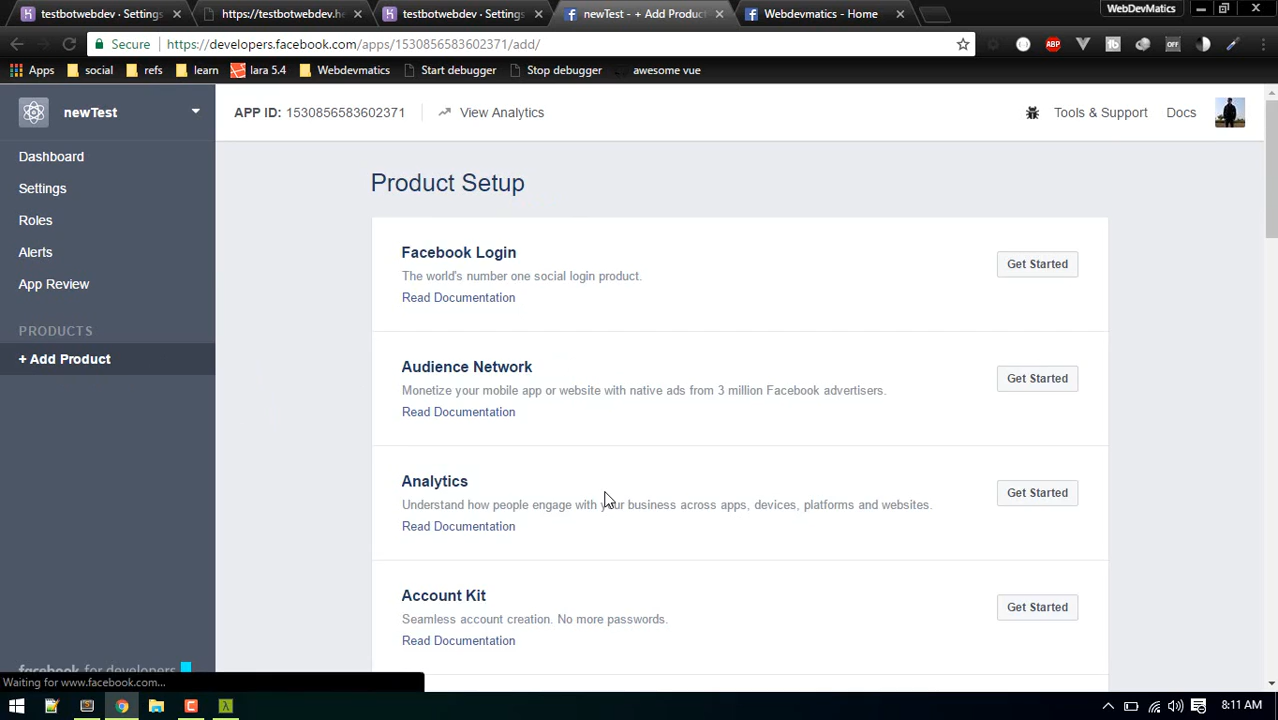 testbotwebdev · Settings
https://testbotwebdev.he
testbotwebdev · Settings
newTest - + Add Product
Webdevmatics - Home
WebDevMatics
Secure
https://developers.facebook.com/apps/1530856583602371/add/
ABP
OFF
Apps
social
refs
learn
lara 5.4
Webdevmatics
Start debugger
Stop debugger
awesome vue
newTest
APP ID: 1530856583602371
View Analytics
Tools & Support
Docs
Dashboard
Settings
Roles
Alerts
App Review
PRODUCTS
+ Add Product
Product Setup
Facebook Login
The world's number one social login product.
Read Documentation
Get Started
Audience Network
Monetize your mobile app or website with native ads from 3 million Facebook advertisers.
Read Documentation
Get Started
Analytics
Understand how people engage with your business across apps, devices, platforms and websites.
Read Documentation
Get Started
Account Kit
Seamless account creation. No more passwords.
Read Documentation
Get Started
facebook for developers
Waiting for www.facebook.com...
8:11 AM